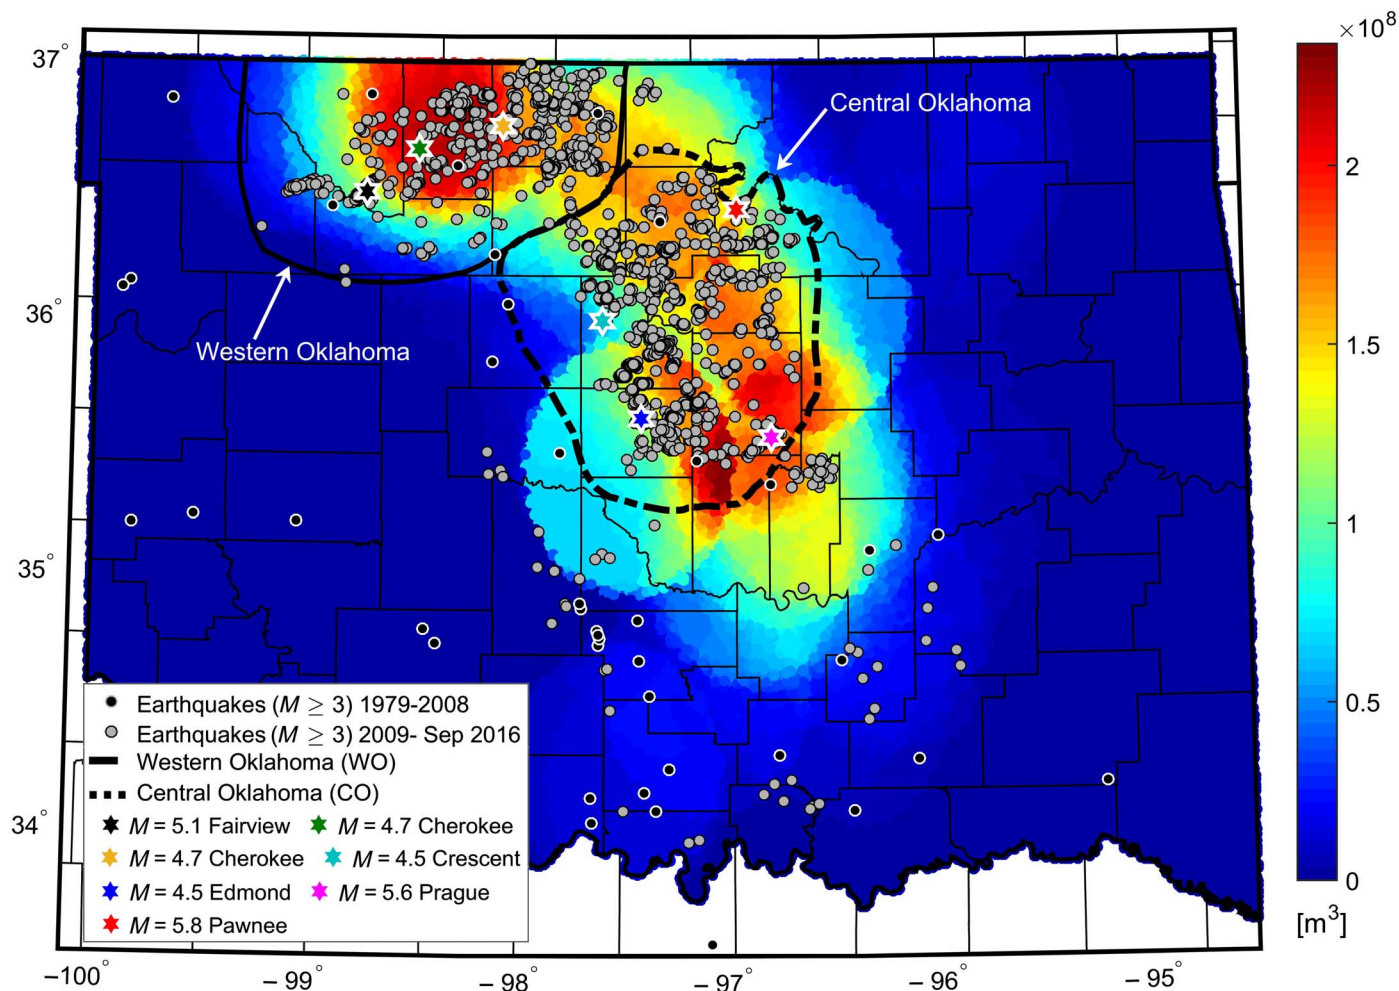 ×10⁸
37°
Central Oklahoma
2
36°
1.5
Western Oklahoma
35°
1
Earthquakes (M ≥ 3) 1979-2008
Earthquakes (M ≥ 3) 2009- Sep 2016
0.5
Western Oklahoma (WO)
Central Oklahoma (CO)
34°
M = 5.1 Fairview M = 4.7 Cherokee
M = 4.7 Cherokee M = 4.5 Crescent
0
M = 4.5 Edmond M = 5.6 Prague
[m³]
M = 5.8 Pawnee
−100° −99° −98° −97° −96° −95°